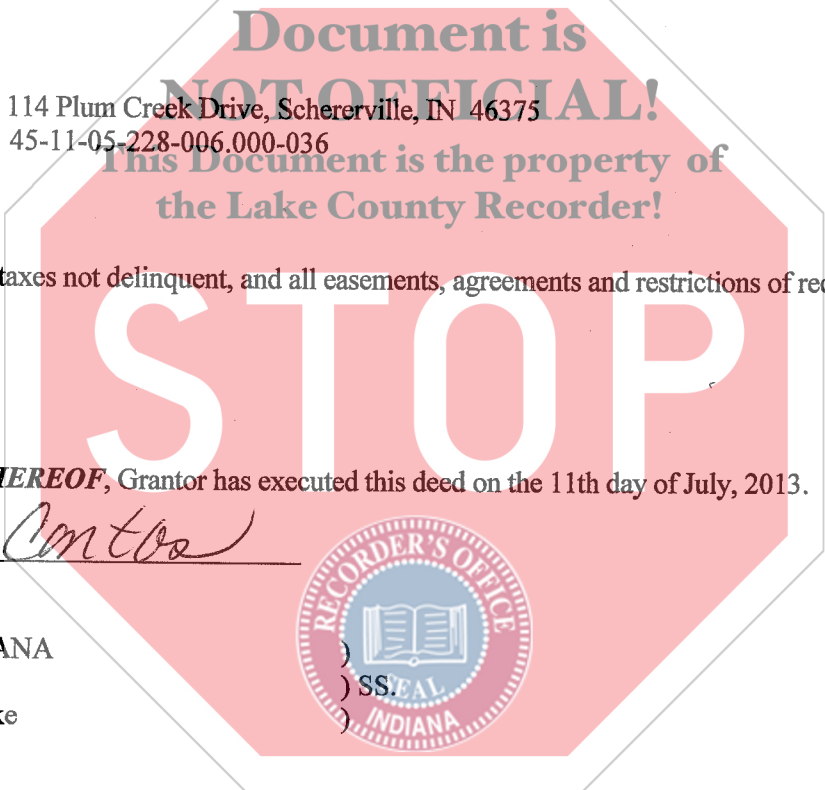 Document is
NOT OFFICIAL!
114 Plum Creek Drive, Schererville, IN 46375
45-11-05-228-006.000-036
This Document is the property of
the Lake County Recorder!
taxes not delinquent, and all easements, agreements and restrictions of rec
STOP
HEREOF, Grantor has executed this deed on the 11th day of July, 2013.
Contos
RECORDER'S OFFICE
ANA )
SEAL
) SS.
ke )
INDIANA